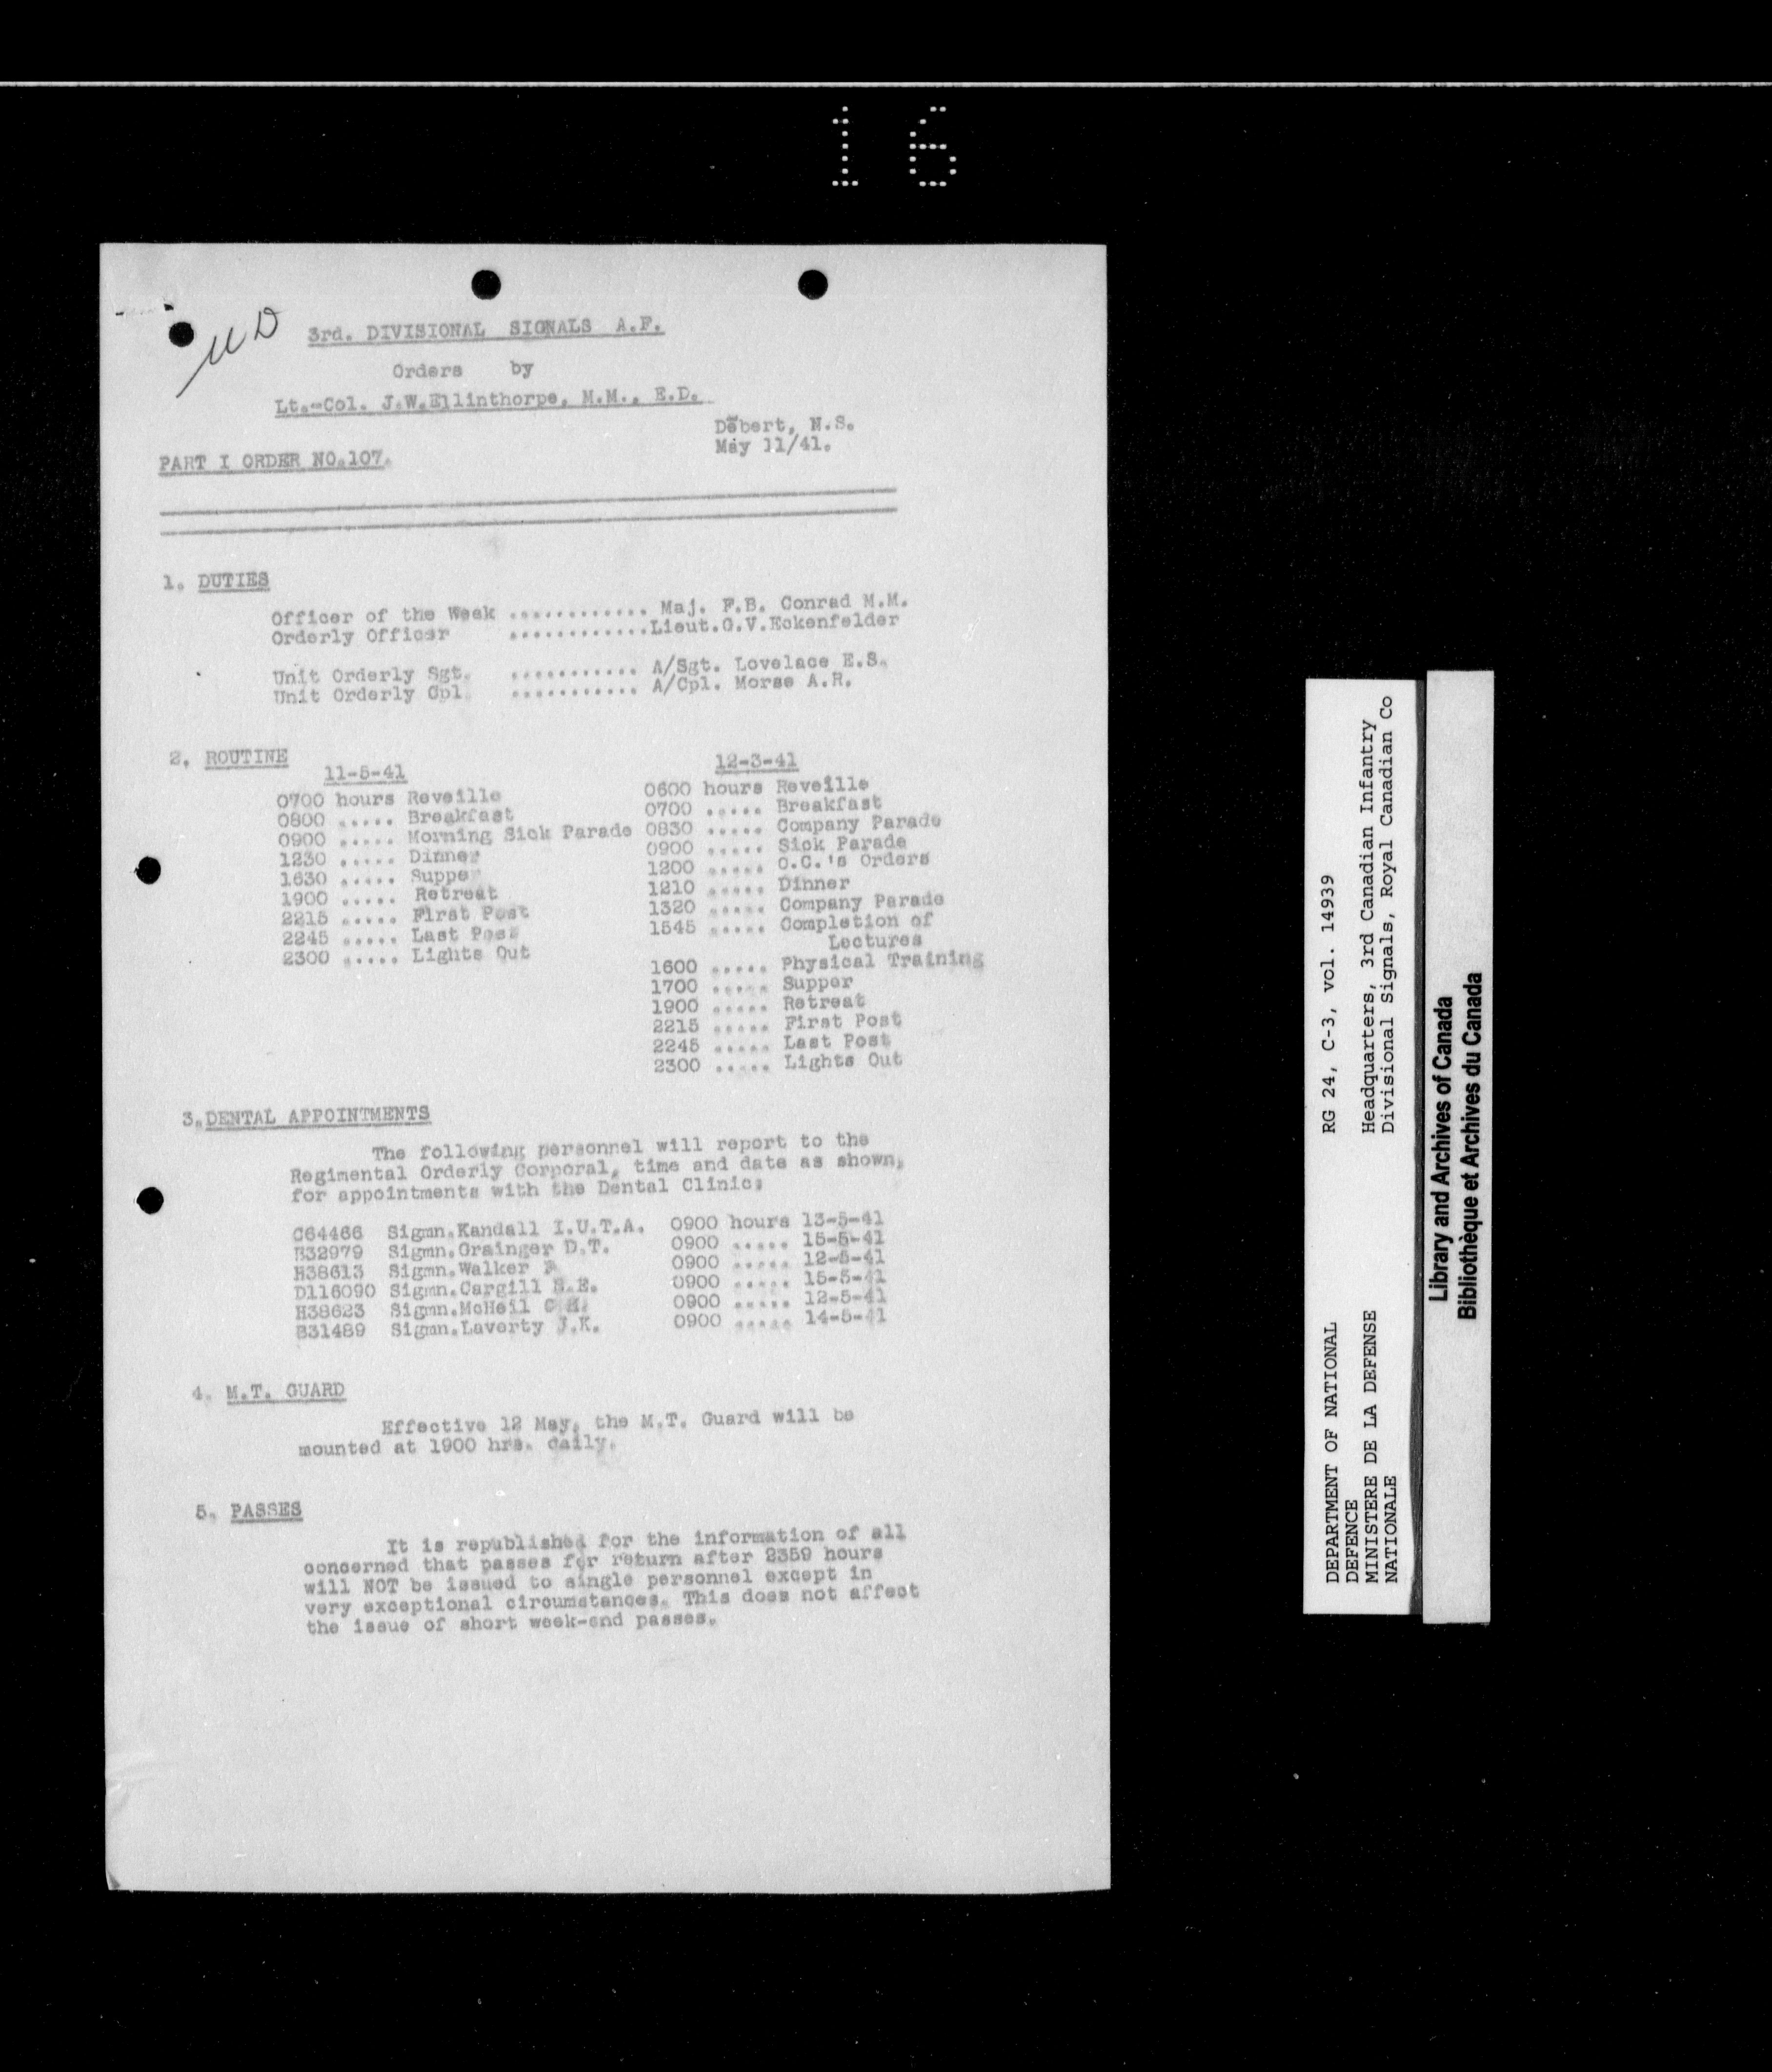 16
3rd. DIVISIONAL SIGNALS A.F.
Orders by
Lt.-Col. J.W.Ellinthorpe, M.M., E.D.
Debert, N.S.
May 11/41.
PART I ORDER NO.107.
1. DUTIES
Officer of the Week ............ Maj. F.B. Conrad M.M.
Orderly Officer ............Lieut.G.V.Eckenfelder
Unit Orderly Sgt. ........... A/Sgt. Lovelace E.S.
Unit Orderly Cpl. ........... A/Cpl. Morse A.R.
2. ROUTINE
11-5-41
0700 hours Reveille
0800 ..... Breakfast
0900 ..... Morning Sick Parade
1230 ..... Dinner
1630 ..... Supper
1900 ..... Retreat
2215 ..... First Post
2245 ..... Last Post
2300 ..... Lights Out
12-3-41
0600 hours Reveille
0700 ..... Breakfast
0830 ..... Company Parade
0900 ..... Sick Parade
1200 ..... O.C.'s Orders
1210 ..... Dinner
1320 ..... Company Parade
1545 ..... Completion of
Lectures
1600 ..... Physical Training
1700 ..... Supper
1900 ..... Retreat
2215 ..... First Post
2245 ..... Last Post
2300 ..... Lights Out
3.DENTAL APPOINTMENTS
The following personnel will report to the
Regimental Orderly Corporal, time and date as shown,
for appointments with the Dental Clinic:
C64466 Sigmn.Kandall I.U.T.A. 0900 hours 13-5-41
B32979 Sigmn.Grainger D.T. 0900 ..... 15-5-41
H38613 Sigmn.Walker 0900 ..... 12-5-41
D116090 Sigmn.Cargill S.E. 0900 ..... 15-5-41
H38623 Sigmn.McNeil 0900 ..... 12-5-41
B31489 Sigmn.Laverty J.K. 0900 ..... 14-5-41
4. M.T. GUARD
Effective 12 May, the M.T. Guard will be
mounted at 1900 hrs. daily.
5. PASSES
It is republished for the information of all
concerned that passes for return after 2359 hours
will NOT be issued to single personnel except in
very exceptional circumstances. This does not affect
the issue of short week-end passes.
DEPARTMENT OF NATIONAL
DEFENCE
MINISTERE DE LA DEFENSE
NATIONALE
RG 24, C-3, vol. 14939
Headquarters, 3rd Canadian Infantry
Divisional Signals, Royal Canadian Co
Library and Archives of Canada
Bibliothèque et Archives du Canada